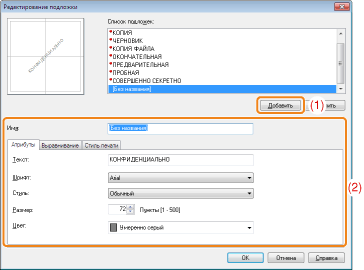 Редактирование подложки
Список подложек:
*КОПИЯ
*ЧЕРНОВИК
*КОПИЯ ФАЙЛА
*ОКОНЧАТЕЛЬНАЯ
*ПРЕДВАРИТЕЛЬНАЯ
*ПРОБНАЯ
*СОВЕРШЕННО СЕКРЕТНО
[Без названия]
КОНФИДЕНЦИАЛЬНО
Добавить (1) ить
Имя: Без названия
Атрибуты Выравнивание Стиль печати
Текст: КОНФИДЕНЦИАЛЬНО
Шрифт: Arial
(2)
Стиль: Обычный
Размер: 72 Пункты [1 - 500]
Цвет: Умеренно серый
OK Отмена Справка